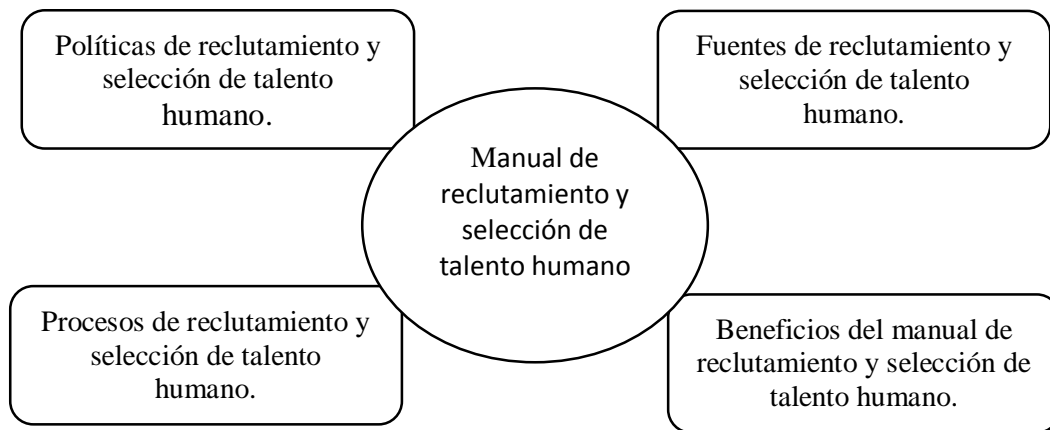 Políticas de reclutamiento y
selección de talento
humano.
Fuentes de reclutamiento y
selección de talento
humano.
Manual de
reclutamiento y
selección de
talento humano
Procesos de reclutamiento y
selección de talento
humano.
Beneficios del manual de
reclutamiento y selección de
talento humano.